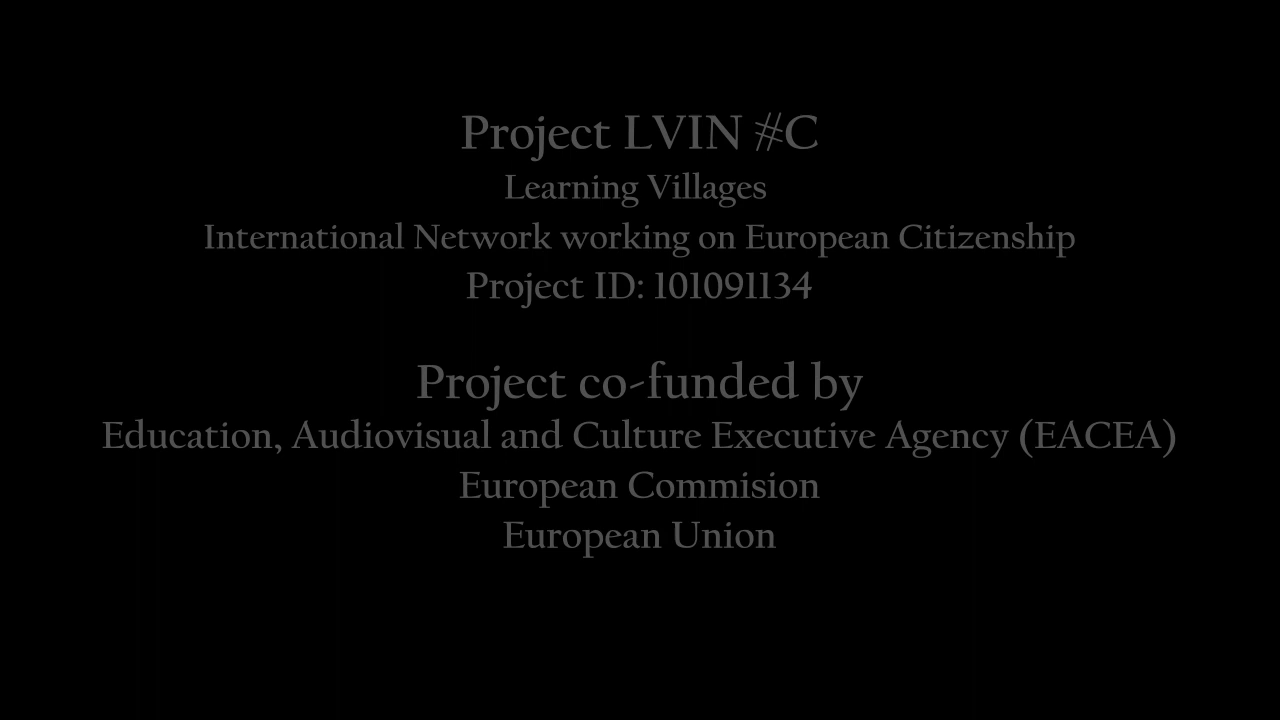 Project LVIN #C
Learning Villages
International Network working on European Citizenship
Project ID: 101091134
Project co-funded by
Education, Audiovisual and Culture Executive Agency (EACEA)
European Commision
European Union